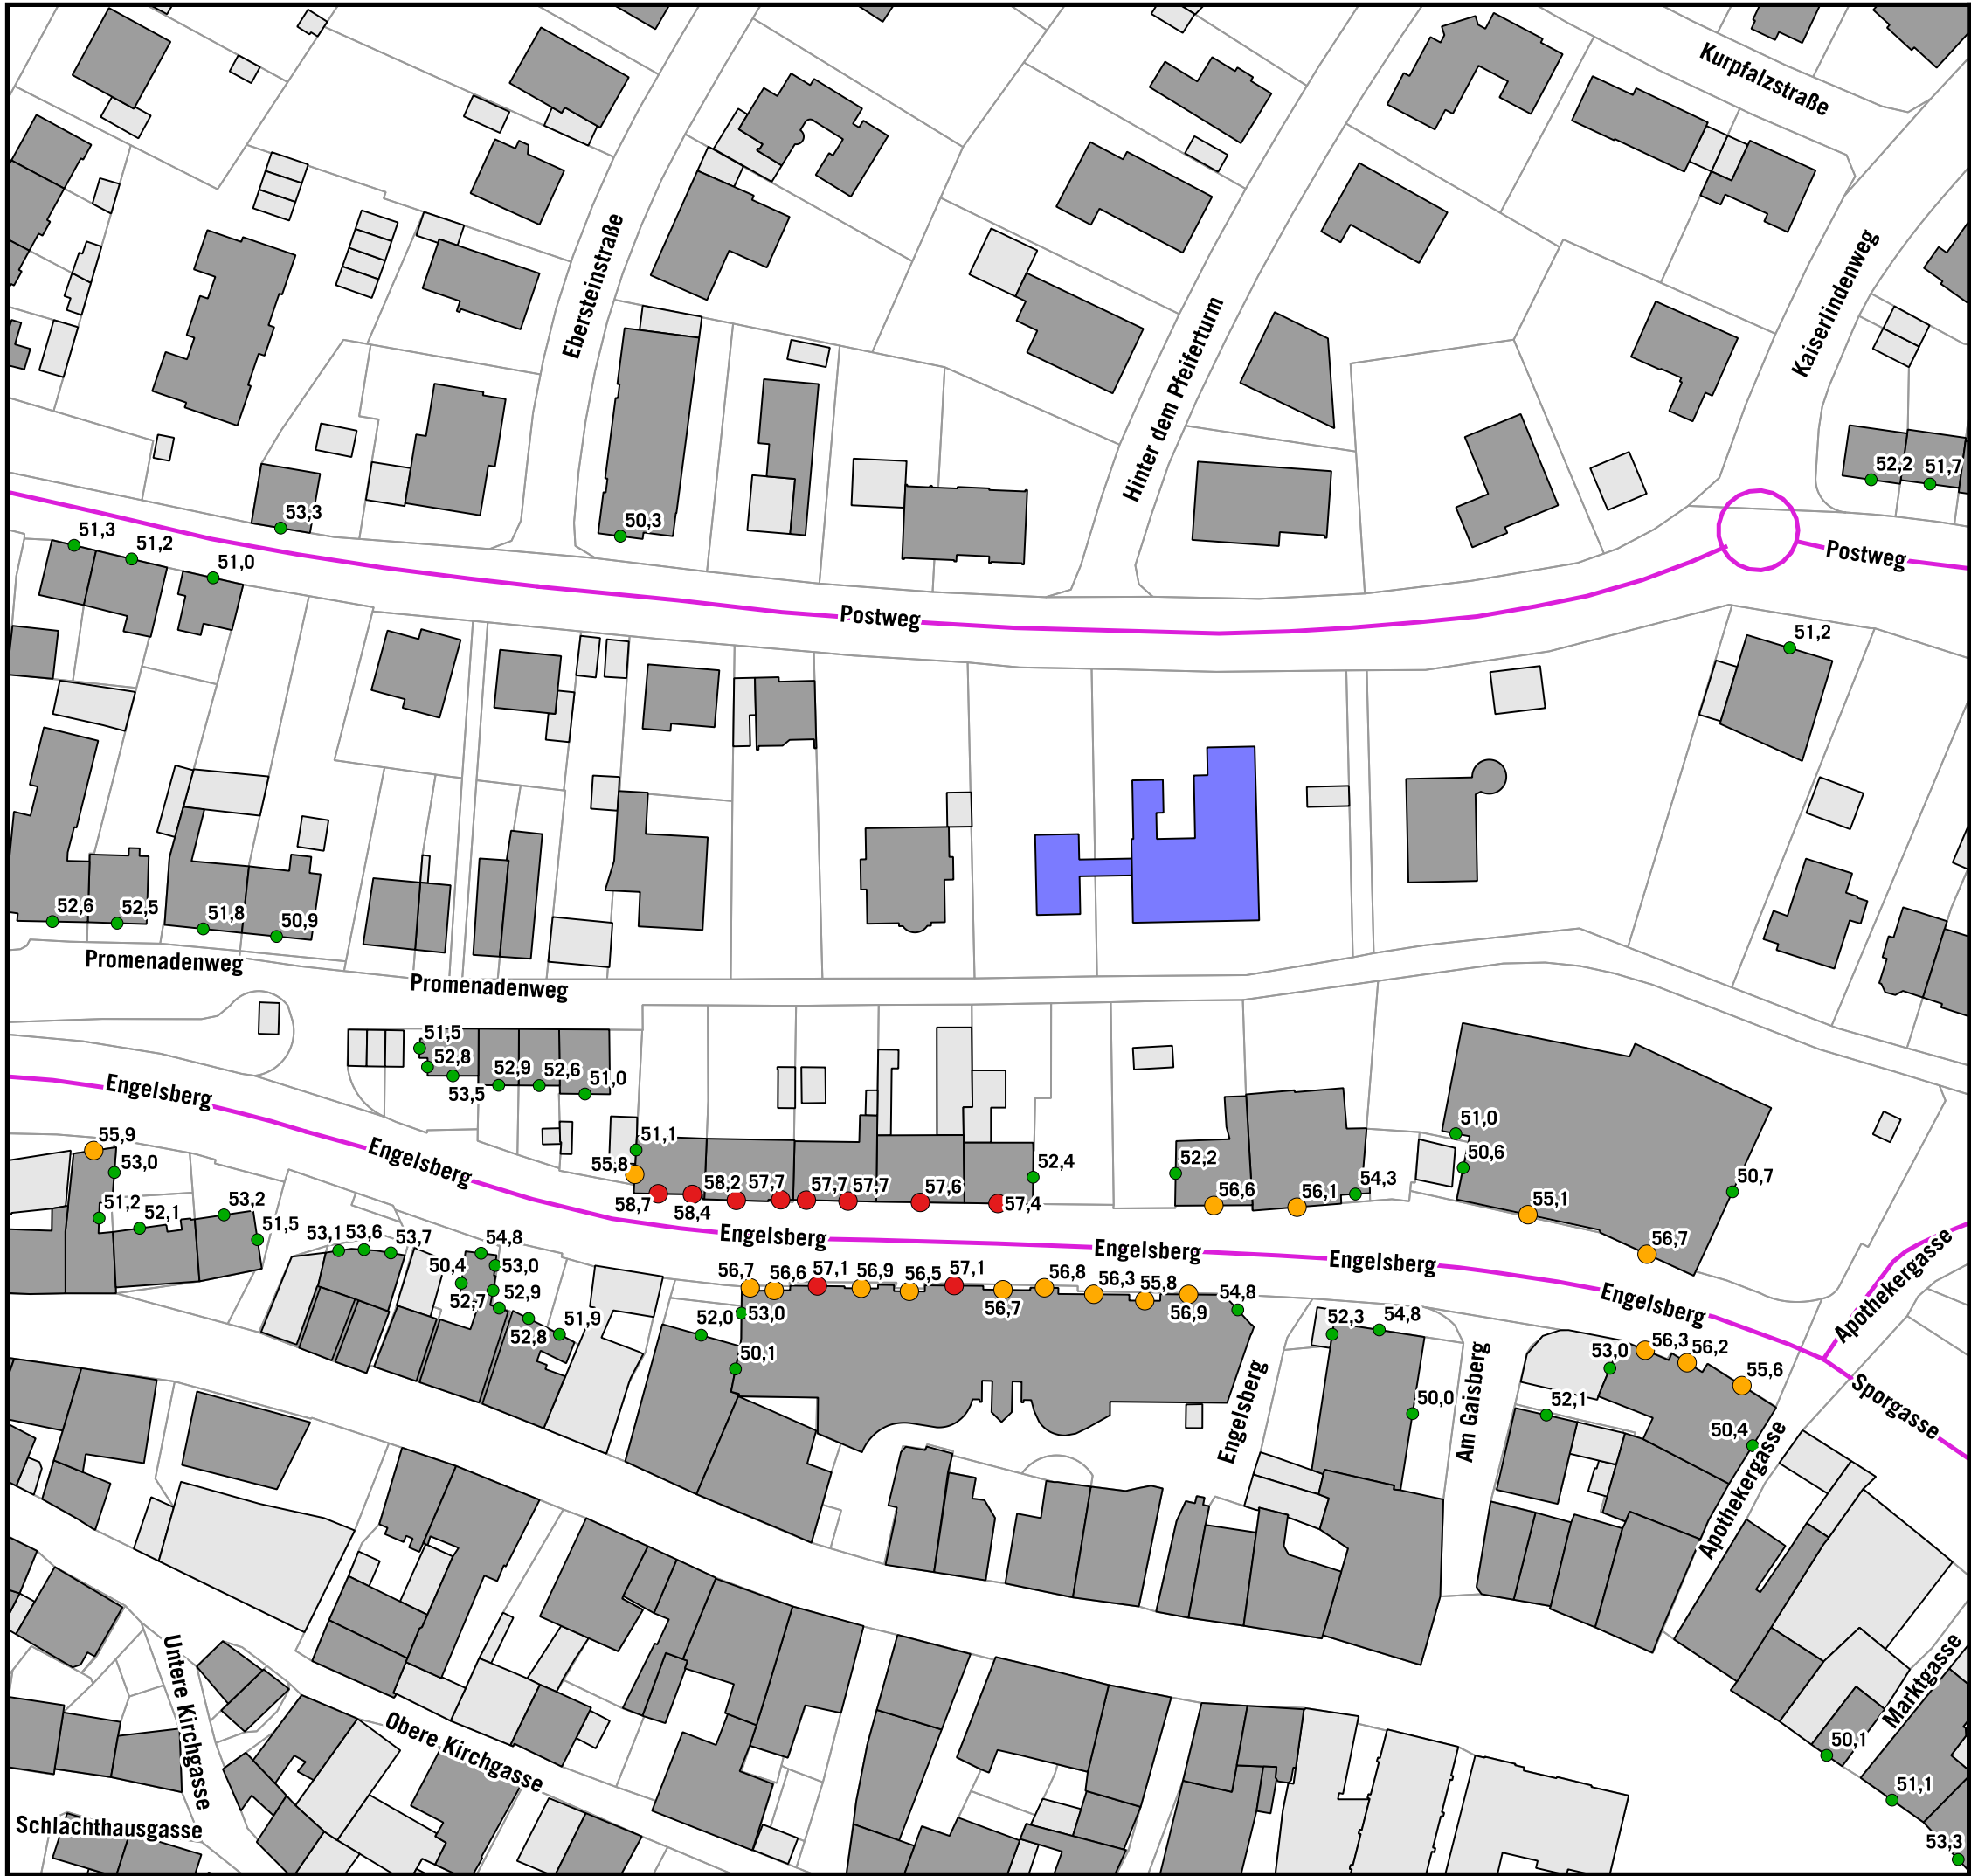 Kurpfalzstraße
Ebersteinstraße
Kaiserlindenweg
Hinter dem Pfeiferturm
52,2 51,7
53,3
50,3
51,3
51,2
51,0
Postweg
Postweg
51,2
52,6 52,5 51,8 50,9
Promenadenweg
Promenadenweg
51,5
52,8
52,9 52,6 51,0
53,5
Engelsberg
Engelsberg
55,9
53,0
51,1
55,8
52,4
52,2
54,3
51,0
50,6
50,7
58,7
58,4
58,2 57,7 57,7 57,7 57,6 57,4
56,6 56,1 55,1
56,7
51,2 52,1 53,2
51,5
53,1 53,6 53,7
54,8
53,0
50,4
52,7
52,9
52,8
51,9
Engelsberg
Engelsberg
Engelsberg
Engelsberg
56,7 56,6 57,1 56,9 56,5 57,1
56,7
56,8 56,3 55,8
56,9
54,8
52,0 53,0
50,1
52,3 54,8
50,0
Engelsberg
Am Gaisberg
53,0 56,3 56,2
55,6
52,1
50,4
Apothekergasse
Apothekergasse
Sporgasse
Marktgasse
50,1
51,1
53,3
Untere Kirchgasse
Obere Kirchgasse
Schlachthausgasse